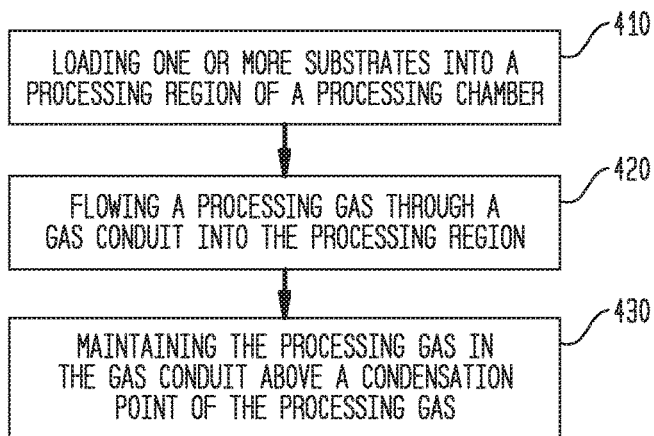 410
LOADING ONE OR MORE SUBSTRATES INTO A
PROCESSING REGION OF A PROCESSING CHAMBER
420
FLOWING A PROCESSING GAS THROUGH A
GAS CONDUIT INTO THE PROCESSING REGION
430
MAINTAINING THE PROCESSING GAS IN
THE GAS CONDUIT ABOVE A CONDENSATION
POINT OF THE PROCESSING GAS